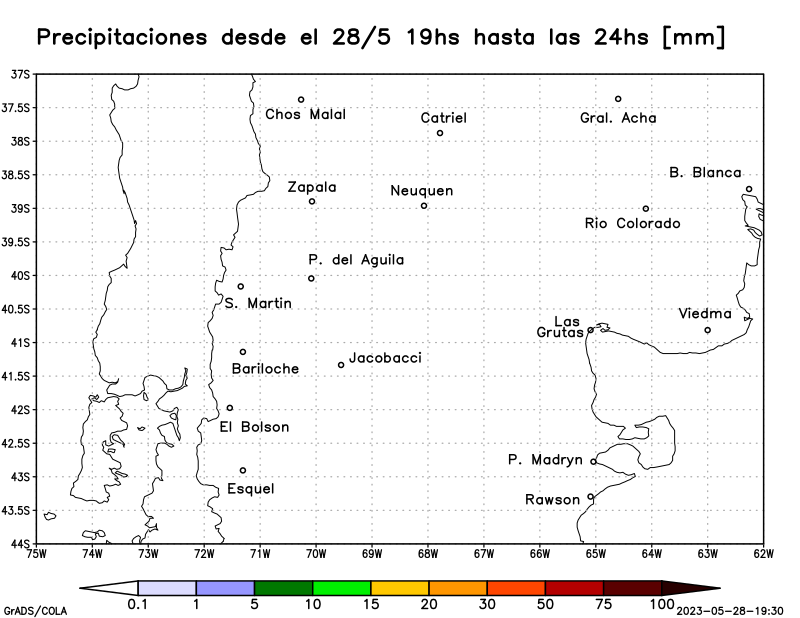 Precipitaciones desde el 28/5 19hs hasta las 24hs [mm]
37S
37.5S
Chos Malal
Catriel
Gral. Acha
38S
38.5S
B. Blanca
Zapala
Neuquen
39S
Rio Colorado
39.5S
P. del Aguila
40S
S. Martin
40.5S
Viedma
Las
Grutas
41S
Jacobacci
Bariloche
41.5S
42S
El Bolson
42.5S
P. Madryn
43S
Esquel
Rawson
43.5S
44S
75W 74W 73W 72W 71W 70W 69W 68W 67W 66W 65W 64W 63W 62W
0.1 1 5 10 15 20 30 50 75 100
GrADS/COLA
2023-05-28-19:30